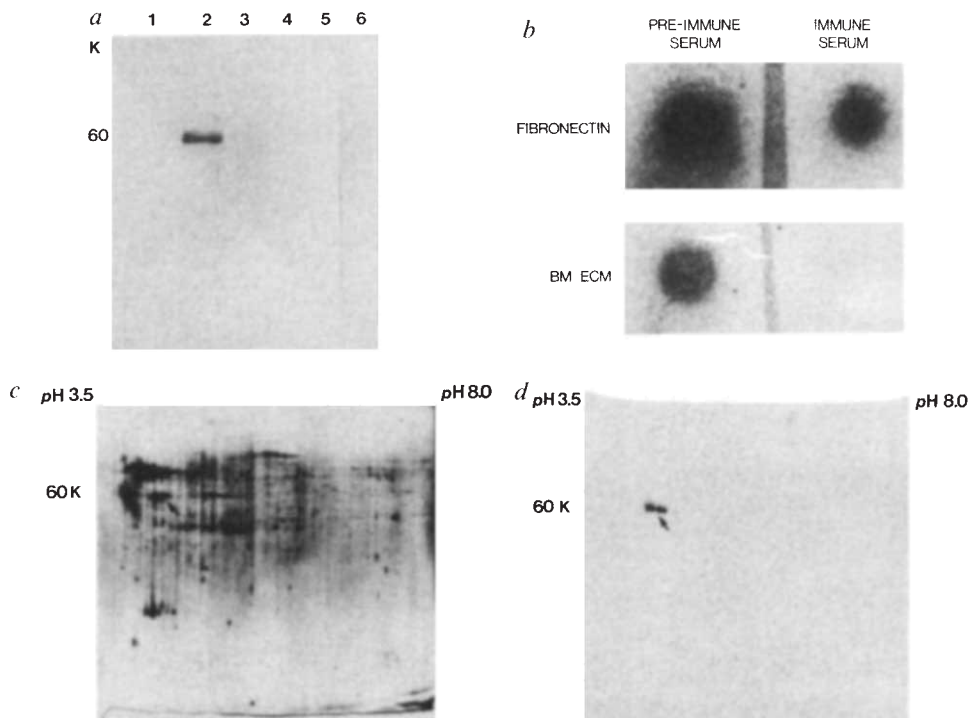 a 1 2 3 4 5 6
K
60
b PRE-IMMUNE SERUM IMMUNE SERUM
FIBRONECTIN
BM ECM
c pH 3.5 pH 8.0
60 K
d pH 3.5 pH 8.0
60 K